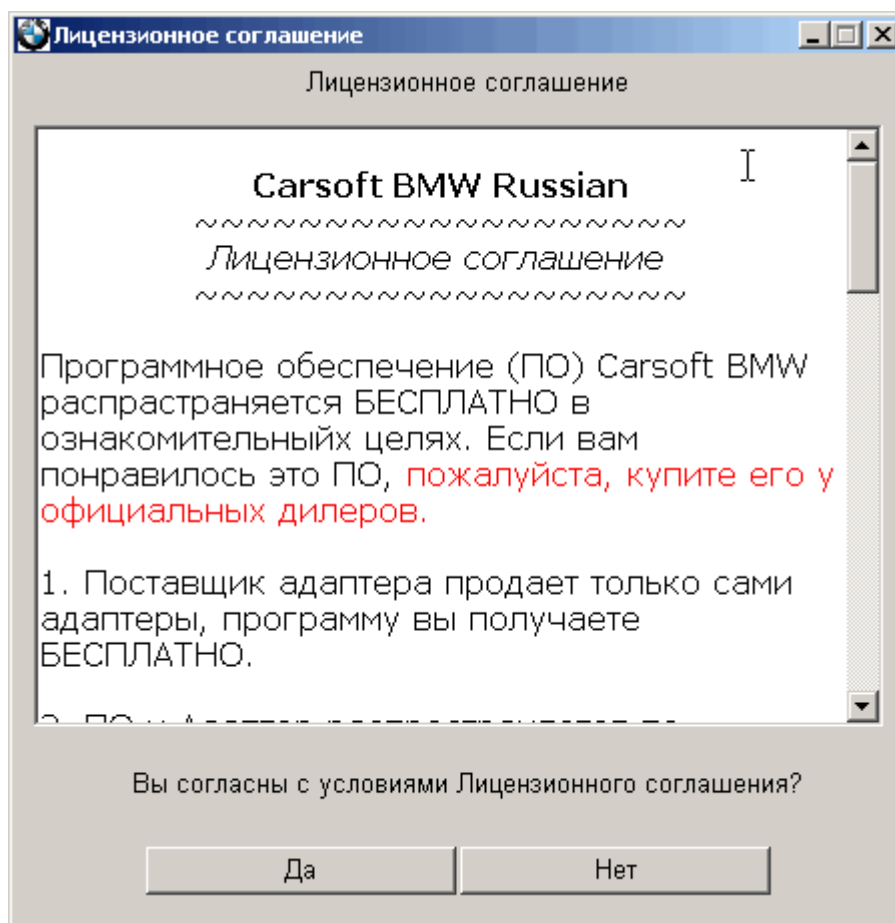 Лицензионное соглашение
Лицензионное соглашение
Carsoft BMW Russian
~~~~~~~~~~~~~~~~~~~
Лицензионное соглашение
~~~~~~~~~~~~~~~~~~~
Программное обеспечение (ПО) Carsoft BMW
распрастраняется БЕСПЛАТНО в
ознакомительныйх целях. Если вам
понравилось это ПО, пожалуйста, купите его у
официальных дилеров.
1. Поставщик адаптера продает только сами
адаптеры, программу вы получаете
БЕСПЛАТНО.
Вы согласны с условиями Лицензионного соглашения?
Да Нет